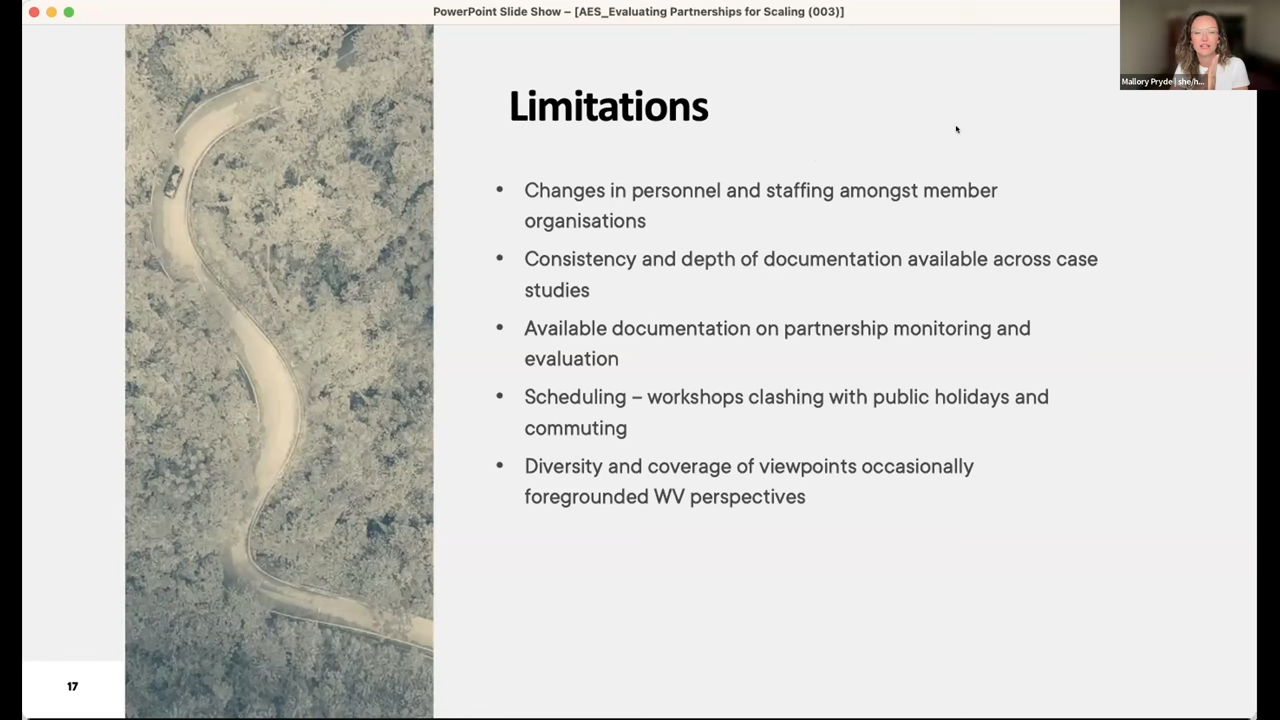 PowerPoint Slide Show – [AES_Evaluating Partnerships for Scaling (003)]
Mallory Pryde | she/h...
Limitations
• Changes in personnel and staffing amongst member
organisations
• Consistency and depth of documentation available across case
studies
• Available documentation on partnership monitoring and
evaluation
• Scheduling – workshops clashing with public holidays and
commuting
• Diversity and coverage of viewpoints occasionally
foregrounded WV perspectives
17